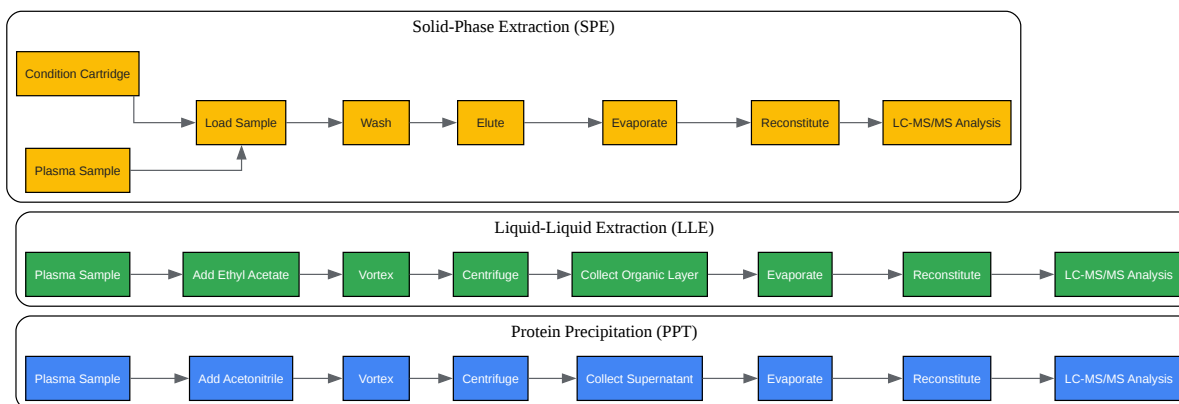 Solid-Phase Extraction (SPE)
Condition Cartridge
Load Sample
Wash
Elute
Evaporate
Reconstitute
LC-MS/MS Analysis
Plasma Sample
Liquid-Liquid Extraction (LLE)
Plasma Sample
Add Ethyl Acetate
Vortex
Centrifuge
Collect Organic Layer
Evaporate
Reconstitute
LC-MS/MS Analysis
Protein Precipitation (PPT)
Plasma Sample
Add Acetonitrile
Vortex
Centrifuge
Collect Supernatant
Evaporate
Reconstitute
LC-MS/MS Analysis